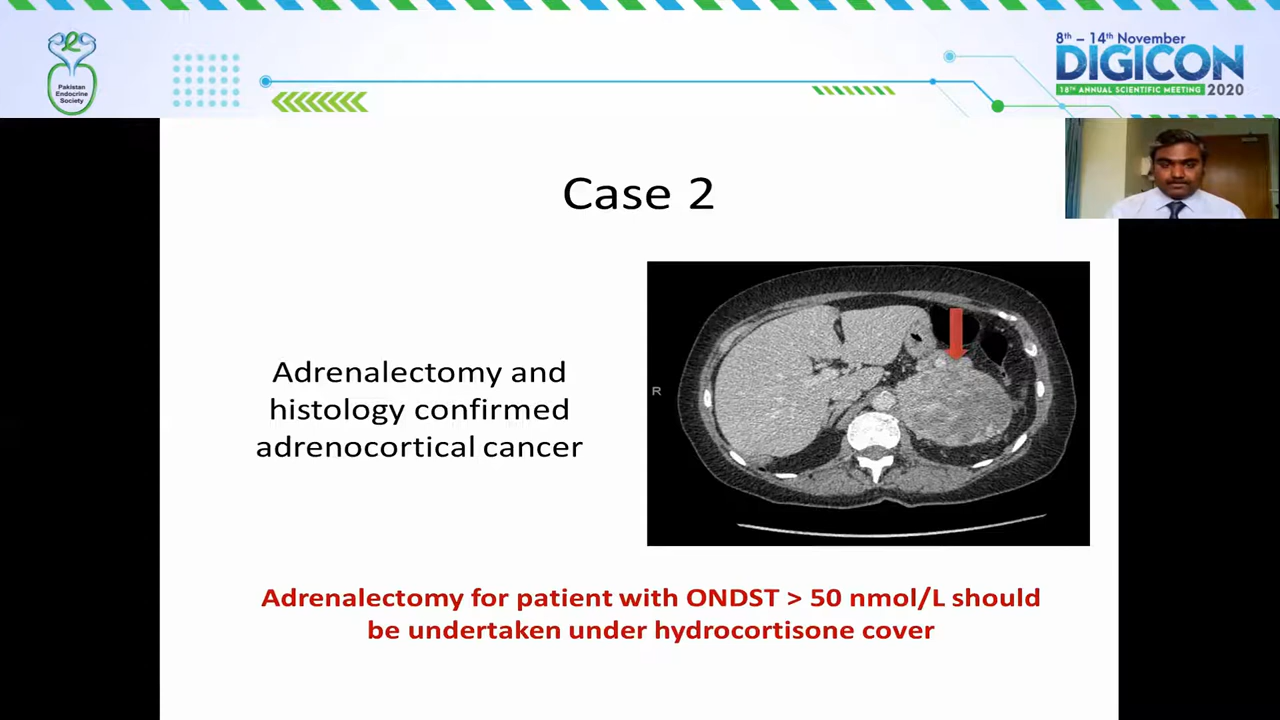 Pakistan
Endocrine
Society
8th – 14th November
DIGICON
18TH ANNUAL SCIENTIFIC MEETING 2020
Case 2
R
Adrenalectomy and
histology confirmed
adrenocortical cancer
Adrenalectomy for patient with ONDST > 50 nmol/L should
be undertaken under hydrocortisone cover